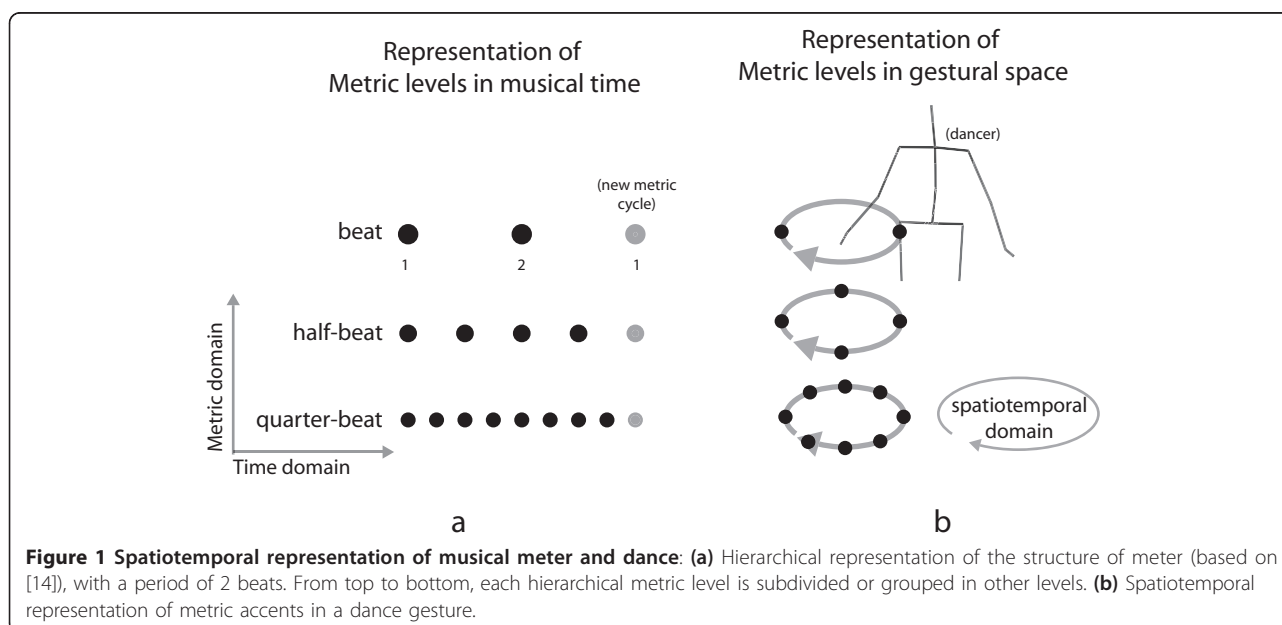 Representation of
Metric levels in musical time
(new metric
cycle)
beat
1
2
1
half-beat
quarter-beat
Metric domain
Time domain
a
Representation of
Metric levels in gestural space
(dancer)
spatiotemporal
domain
b
Figure 1 Spatiotemporal representation of musical meter and dance: (a) Hierarchical representation of the structure of meter (based on
[14]), with a period of 2 beats. From top to bottom, each hierarchical metric level is subdivided or grouped in other levels. (b) Spatiotemporal
representation of metric accents in a dance gesture.